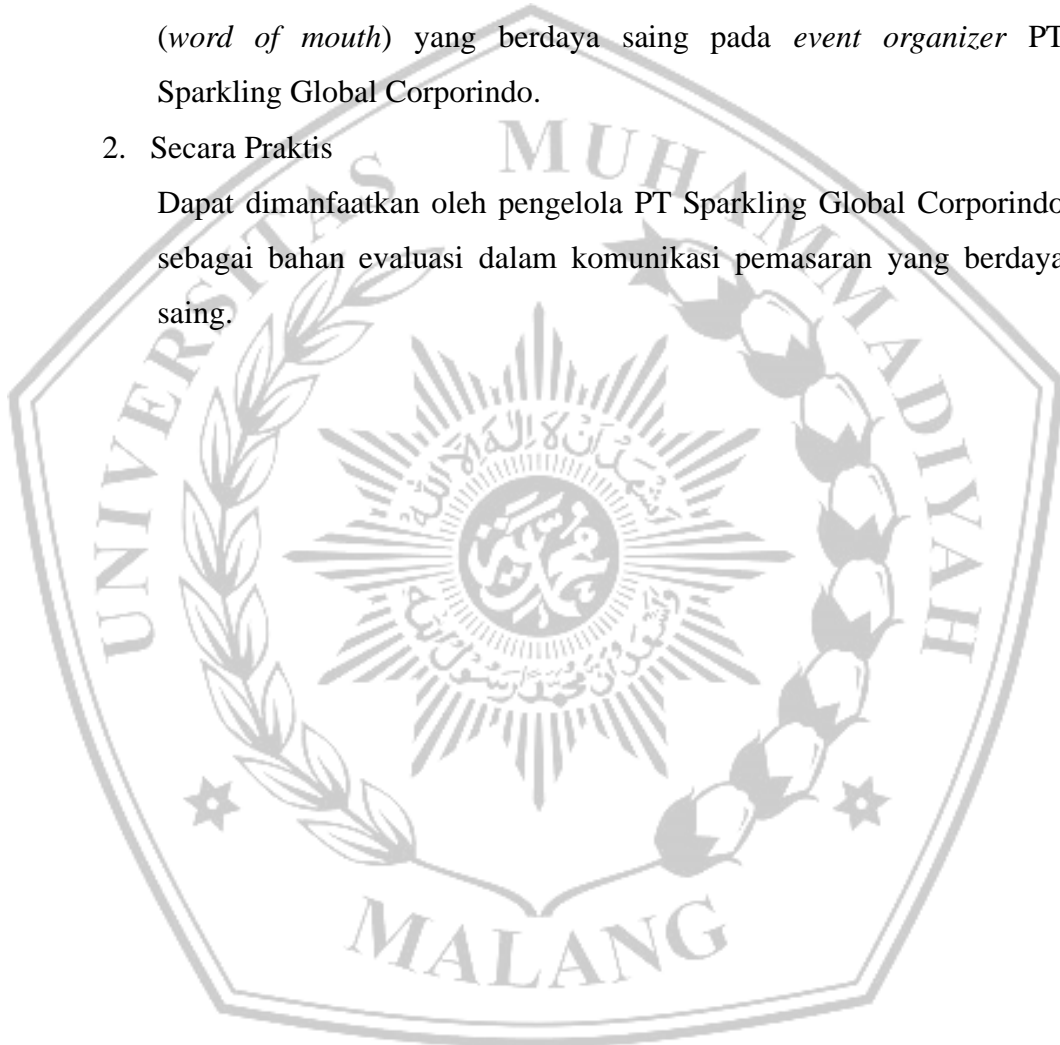 (word of mouth) yang berdaya saing pada event organizer PT
Sparkling Global Corporindo.
2. Secara Praktis
Dapat dimanfaatkan oleh pengelola PT Sparkling Global Corporindo
sebagai bahan evaluasi dalam komunikasi pemasaran yang berdaya
saing.
UNIVERSITAS MUHAMMADIYAH
MALANG